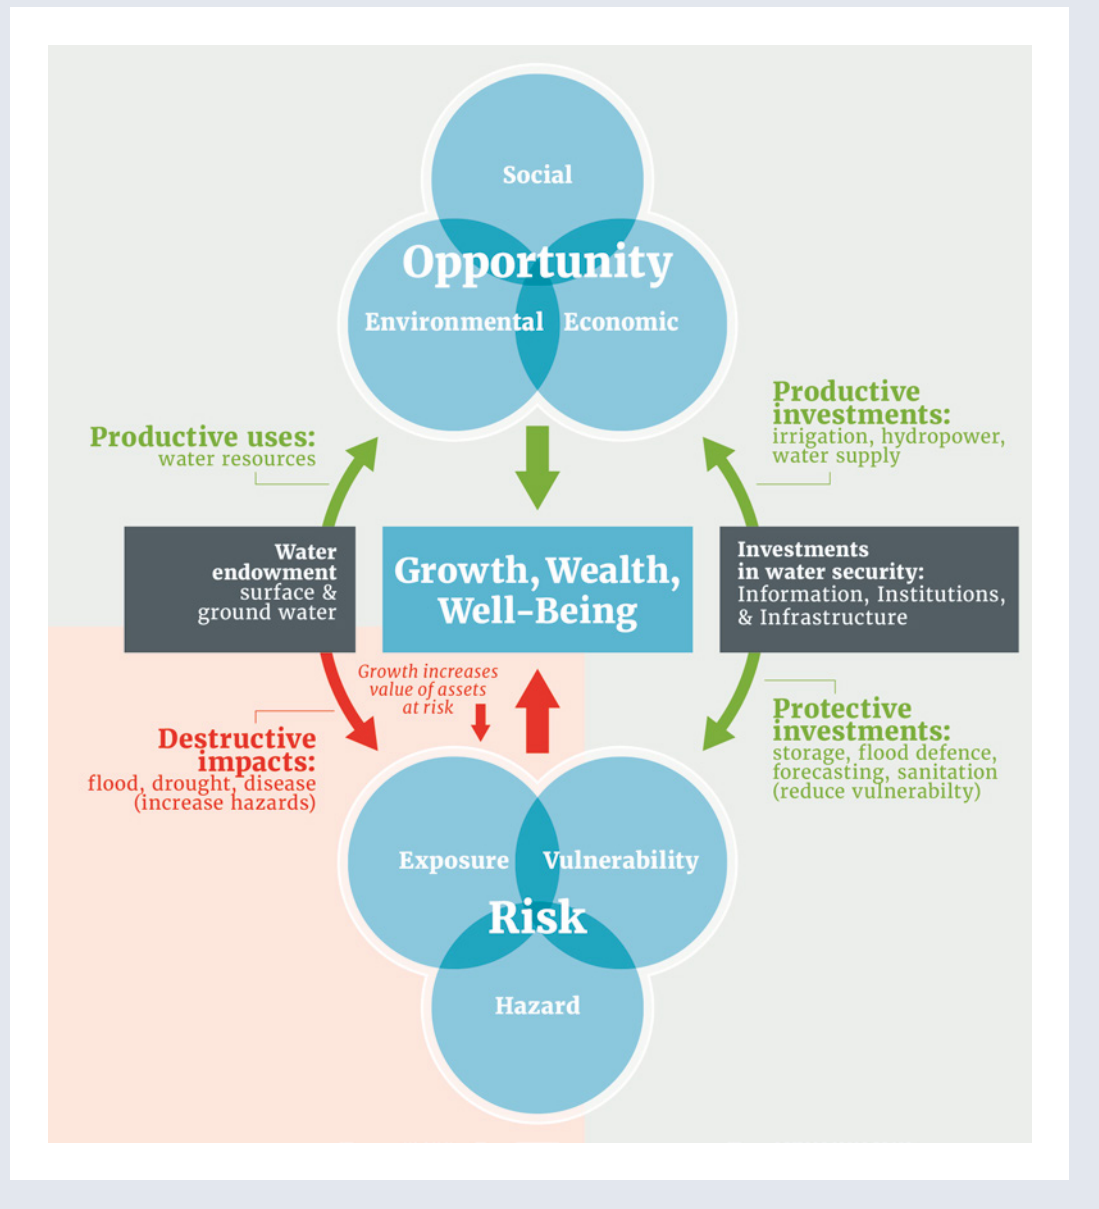 Social
Opportunity
Environmental
Economic
Productive uses:
water resources
Productive
investments:
irrigation, hydropower,
water supply
Water
endowment
surface &
ground water
Growth, Wealth,
Well-Being
Investments
in water security:
Information, Institutions,
& Infrastructure
Growth increases
value of assets
at risk
Destructive
impacts:
flood, drought, disease
(increase hazards)
Protective
investments:
storage, flood defence,
forecasting, sanitation
(reduce vulnerabilty)
Exposure
Vulnerability
Risk
Hazard